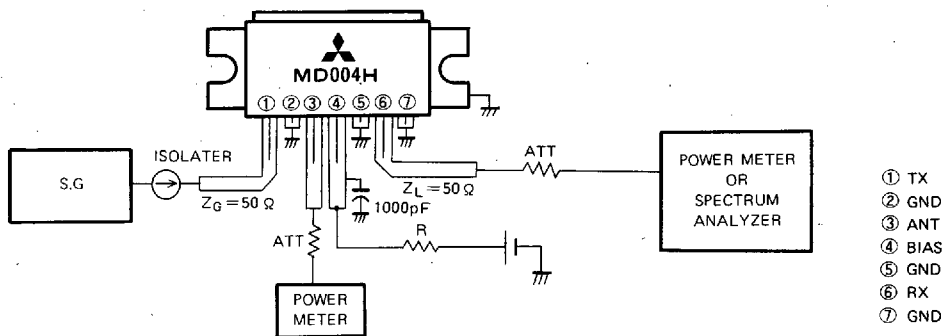 MD004H
① ② ③ ④ ⑤ ⑥ ⑦
S.G
ISOLATER
Z_G=50 Ω
Z_L=50 Ω
1000pF
ATT
R
POWER
METER
ATT
POWER METER
OR
SPECTRUM
ANALYZER
① TX
② GND
③ ANT
④ BIAS
⑤ GND
⑥ RX
⑦ GND